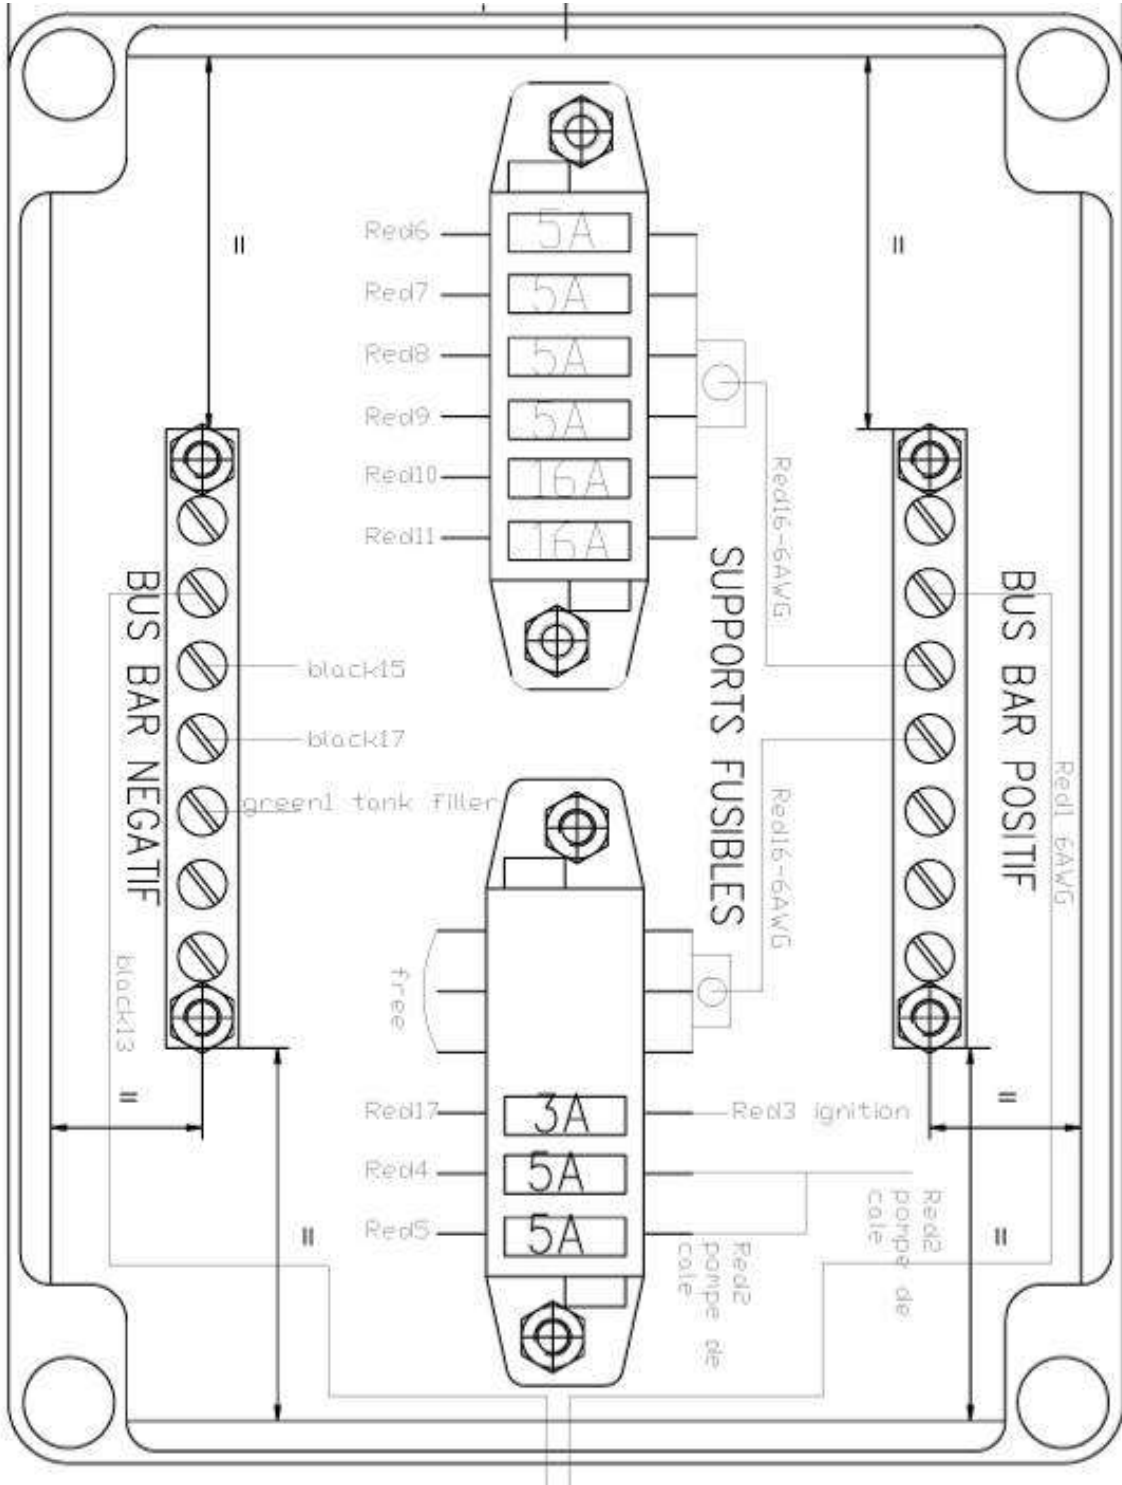 Red6
5A
Red7
5A
Red8
5A
Red9
5A
Red10
16A
Red11
16A
Red16-6AWG
SUPPORTS FUSIBLES
BUS BAR NEGATIF
BUS BAR POSITIF
black15
black17
green1 tank filler
Red16-6AWG
Red1 6AWG
black13
free
Red17
3A
Red3 ignition
Red4
5A
Red5
5A
Red2
pompe de
cale
Red2
pompe de
cale